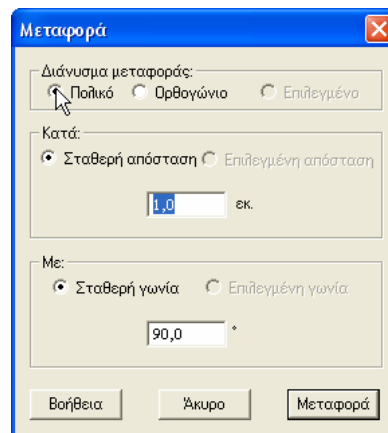 Μεταφορά
Διάνυσμα μεταφοράς:
Πολικό Ορθογώνιο Επιλεγμένο
Κατά:
Σταθερή απόσταση Επιλεγμένη απόσταση
1,0 εκ.
Με:
Σταθερή γωνία Επιλεγμένη γωνία
90,0 °
Βοήθεια Άκυρο Μεταφορά